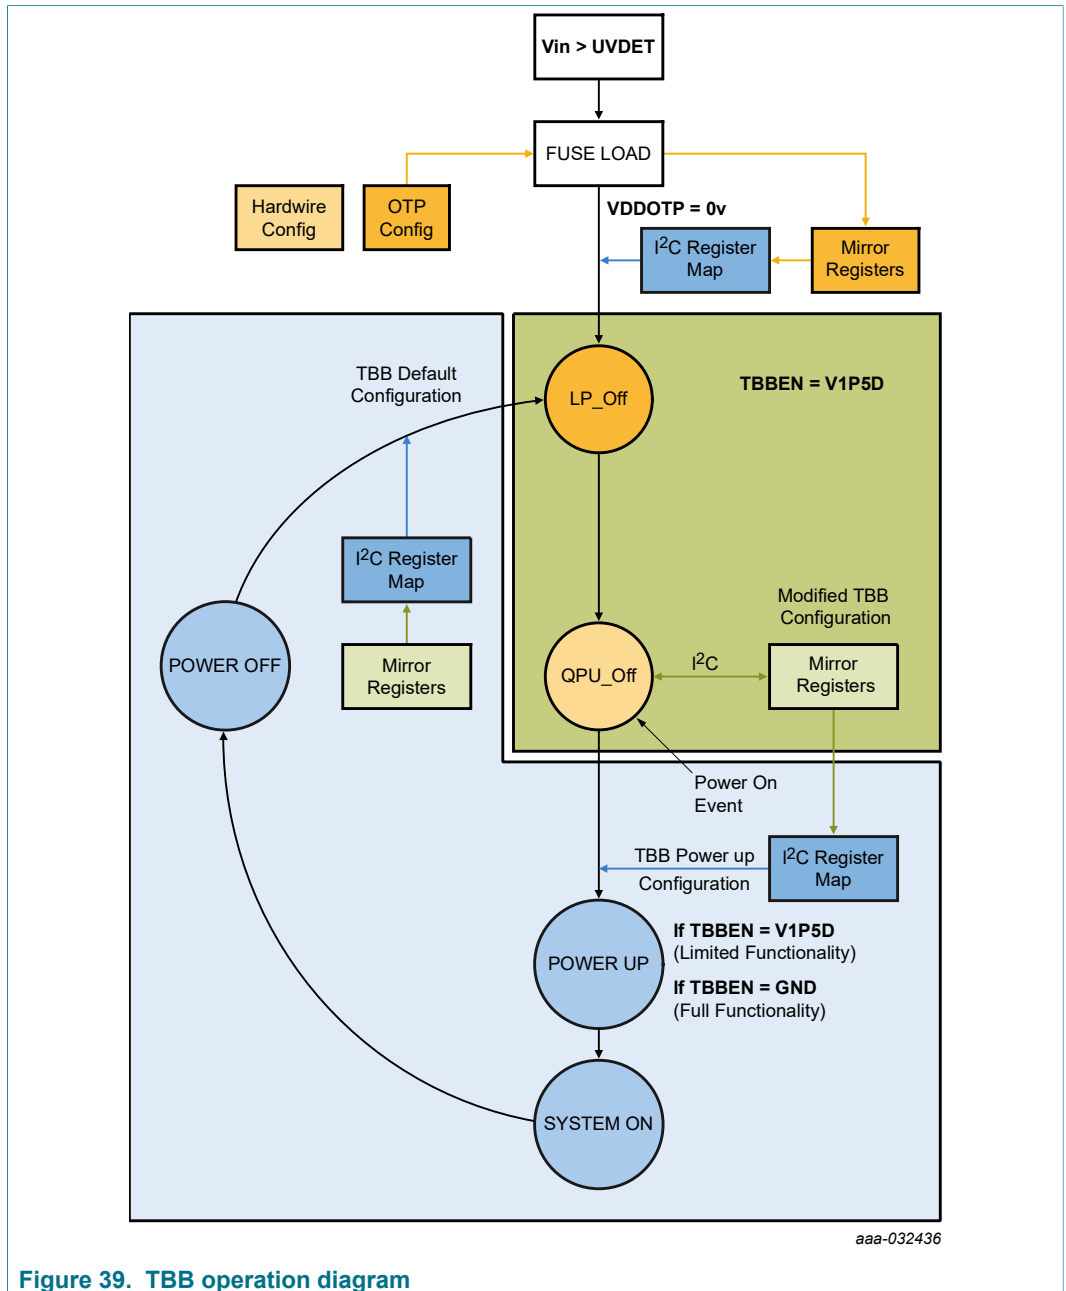 Vin > UVDET
FUSE LOAD
Hardwire
Config
OTP
Config
VDDOTP = 0v
I²C Register
Map
Mirror
Registers
TBB Default
Configuration
LP_Off
TBBEN = V1P5D
I²C Register
Map
Modified TBB
Configuration
POWER OFF
Mirror
Registers
QPU_Off
I²C
Mirror
Registers
Power On
Event
TBB Power up
Configuration
I²C Register
Map
POWER UP
If TBBEN = V1P5D
(Limited Functionality)
If TBBEN = GND
(Full Functionality)
SYSTEM ON
aaa-032436
Figure 39. TBB operation diagram